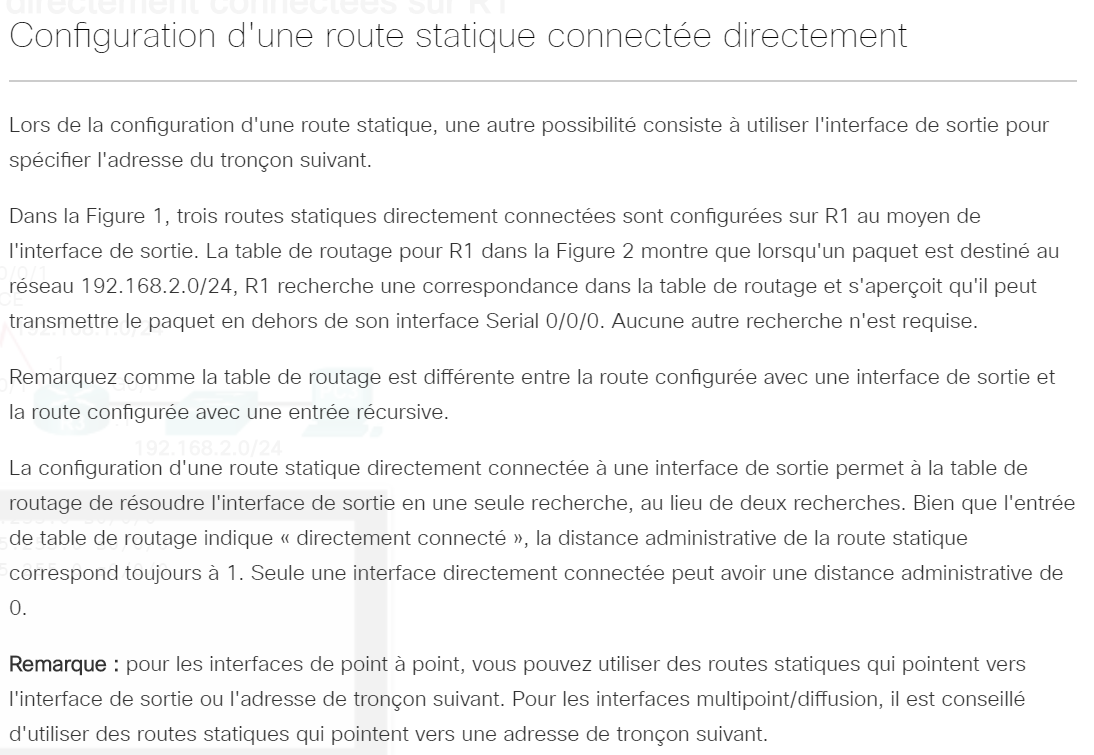 Configuration d'une route statique connectée directement
Lors de la configuration d'une route statique, une autre possibilité consiste à utiliser l'interface de sortie pour
spécifier l'adresse du tronçon suivant.
Dans la Figure 1, trois routes statiques directement connectées sont configurées sur R1 au moyen de
l'interface de sortie. La table de routage pour R1 dans la Figure 2 montre que lorsqu'un paquet est destiné au
réseau 192.168.2.0/24, R1 recherche une correspondance dans la table de routage et s'aperçoit qu'il peut
transmettre le paquet en dehors de son interface Serial 0/0/0. Aucune autre recherche n'est requise.
Remarquez comme la table de routage est différente entre la route configurée avec une interface de sortie et
la route configurée avec une entrée récursive.
192.168.2.0/24
La configuration d'une route statique directement connectée à une interface de sortie permet à la table de
routage de résoudre l'interface de sortie en une seule recherche, au lieu de deux recherches. Bien que l'entrée
de table de routage indique « directement connecté », la distance administrative de la route statique
correspond toujours à 1. Seule une interface directement connectée peut avoir une distance administrative de
0.
Remarque : pour les interfaces de point à point, vous pouvez utiliser des routes statiques qui pointent vers
l'interface de sortie ou l'adresse de tronçon suivant. Pour les interfaces multipoint/diffusion, il est conseillé
d'utiliser des routes statiques qui pointent vers une adresse de tronçon suivant.